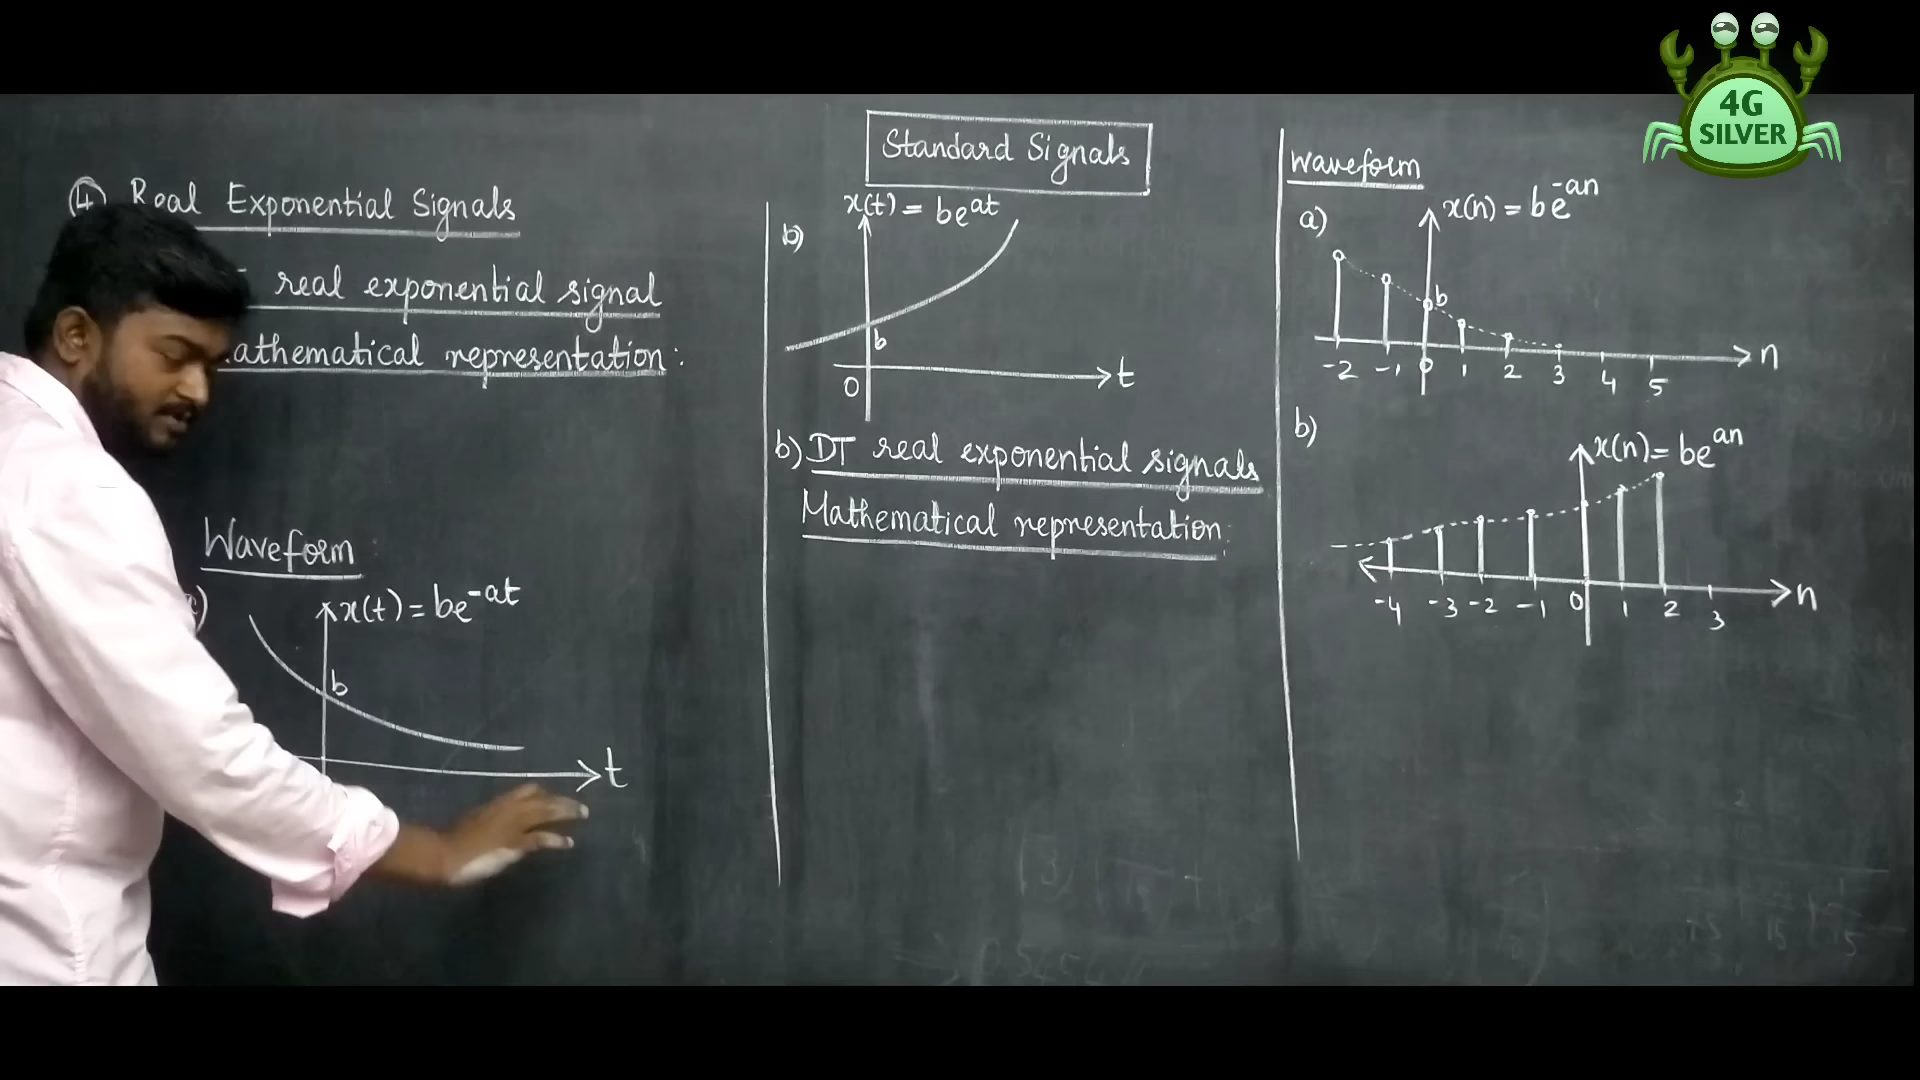 Standard Signals
④ Real Exponential Signals
real exponential signal
athematical representation:
Waveform
x(t) = be^-at
b
t
b)
x(t) = be^at
b
0
t
b) DT real exponential signals
Mathematical representation:
Waveform
a)
x(n) = be^-an
b
n
-2 -1 0 1 2 3 4 5
b)
x(n) = be^an
n
-4 -3 -2 -1 0 1 2 3
4G
SILVER